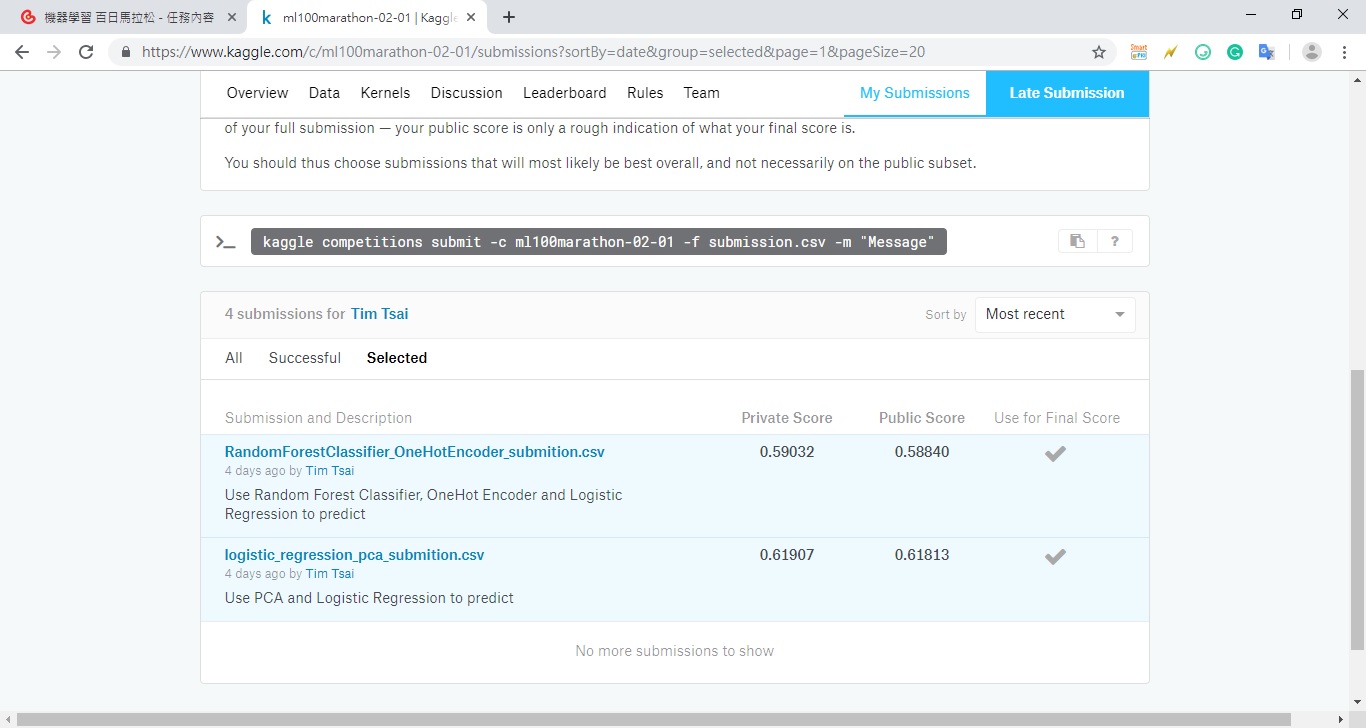 機器學習 百日馬拉松 - 任務內容
ml100marathon-02-01 | Kaggle
https://www.kaggle.com/c/ml100marathon-02-01/submissions?sortBy=date&group=selected&page=1&pageSize=20
Overview Data Kernels Discussion Leaderboard Rules Team My Submissions Late Submission
of your full submission — your public score is only a rough indication of what your final score is.
You should thus choose submissions that will most likely be best overall, and not necessarily on the public subset.
>_ kaggle competitions submit -c ml100marathon-02-01 -f submission.csv -m "Message" ?
4 submissions for Tim Tsai Sort by Most recent
All Successful Selected
Submission and Description Private Score Public Score Use for Final Score
RandomForestClassifier_OneHotEncoder_submition.csv 0.59032 0.58840
4 days ago by Tim Tsai
Use Random Forest Classifier, OneHot Encoder and Logistic
Regression to predict
logistic_regression_pca_submition.csv 0.61907 0.61813
4 days ago by Tim Tsai
Use PCA and Logistic Regression to predict
No more submissions to show